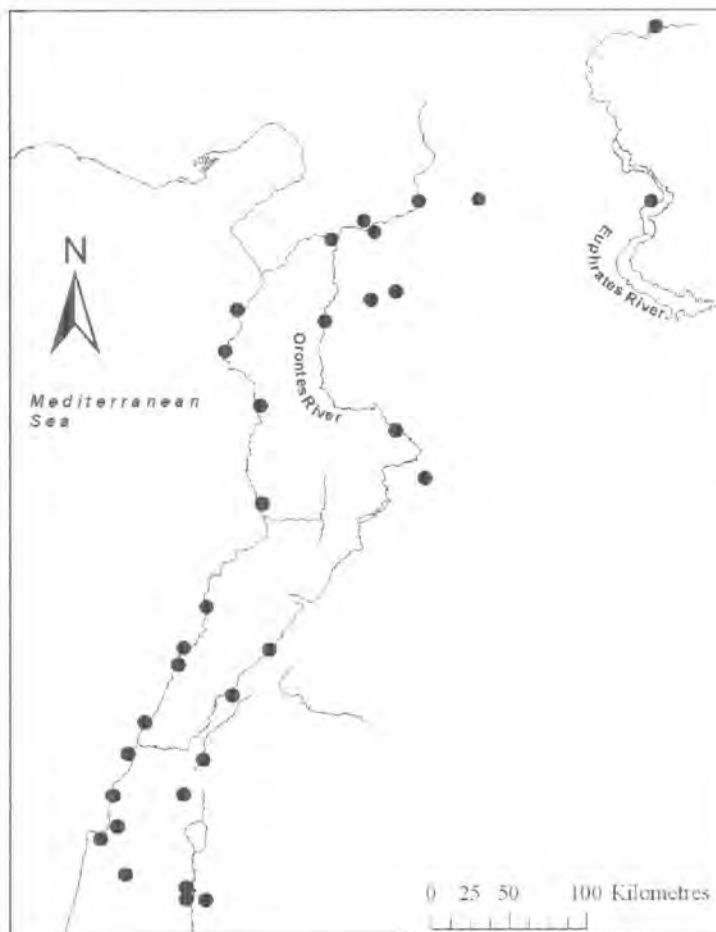 N
Euphrates River
Orontes River
Mediterranean
Sea
0 25 50 100 Kilometres